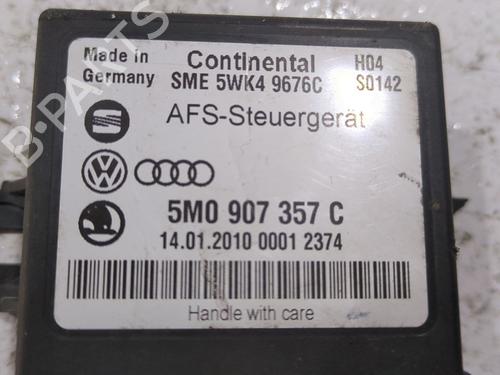 Made in Continental H04
Germany SME 5WK4 9676C S0142
AFS-Steuergerät
5M0 907 357 C
14.01.2010 0001 2374
Handle with care
B-PARTS